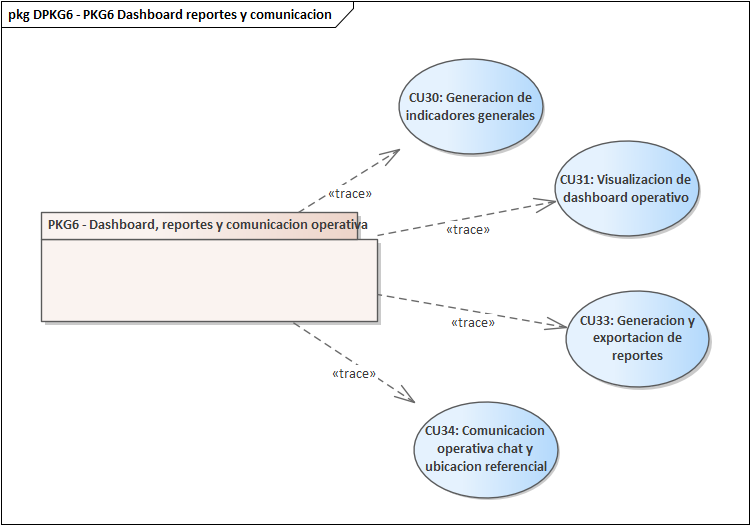 pkg DPKG6 - PKG6 Dashboard reportes y comunicacion
CU30: Generacion de
indicadores generales
«trace»
CU31: Visualizacion de
dashboard operativo
«trace»
PKG6 - Dashboard, reportes y comunicacion operativa
«trace»
CU33: Generacion y
exportacion de
reportes
«trace»
CU34: Comunicacion
operativa chat y
ubicacion referencial